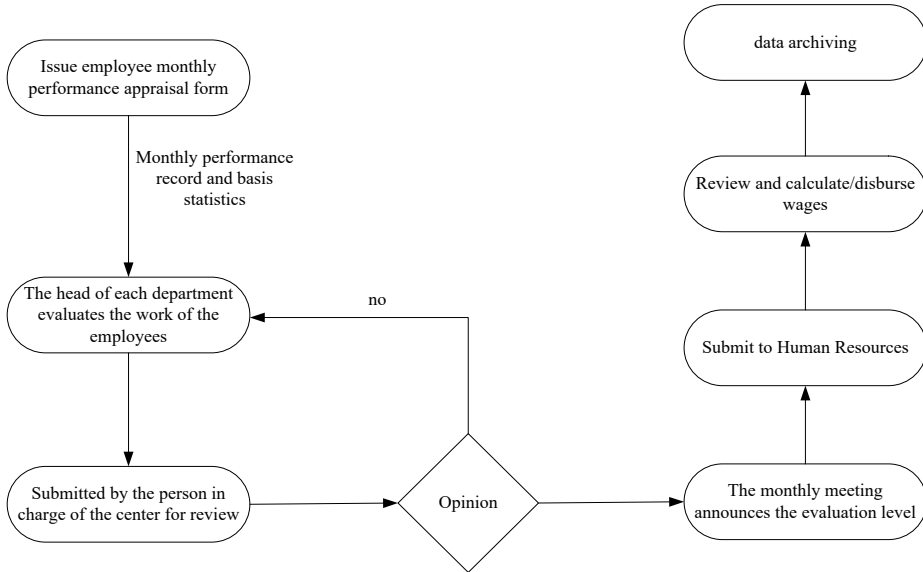 Issue employee monthly
performance appraisal form
Monthly performance
record and basis
statistics
The head of each department
evaluates the work of the
employees
no
Submitted by the person in
charge of the center for review
Opinion
The monthly meeting
announces the evaluation level
Submit to Human Resources
Review and calculate/disburse
wages
data archiving